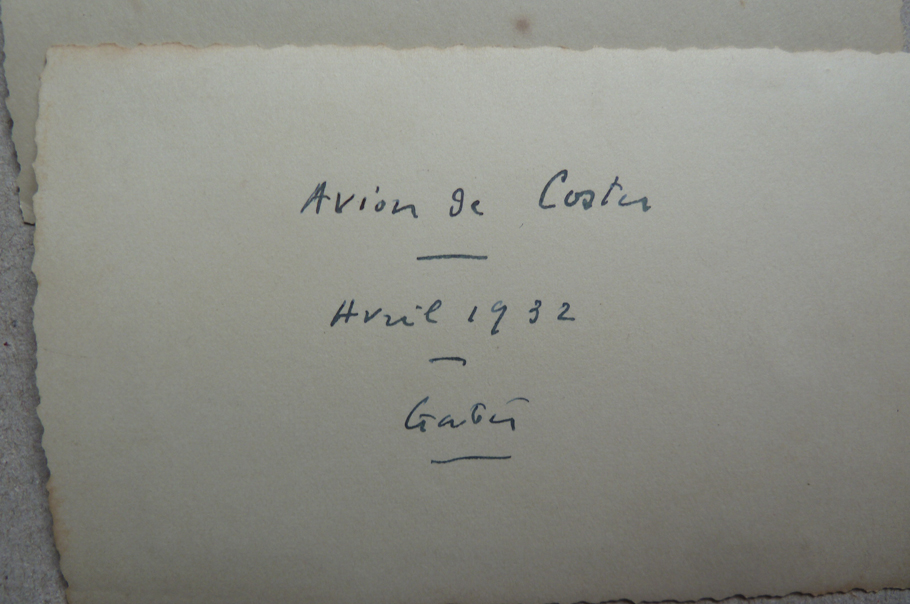 Avion de Costes
Avril 1932
Gabès